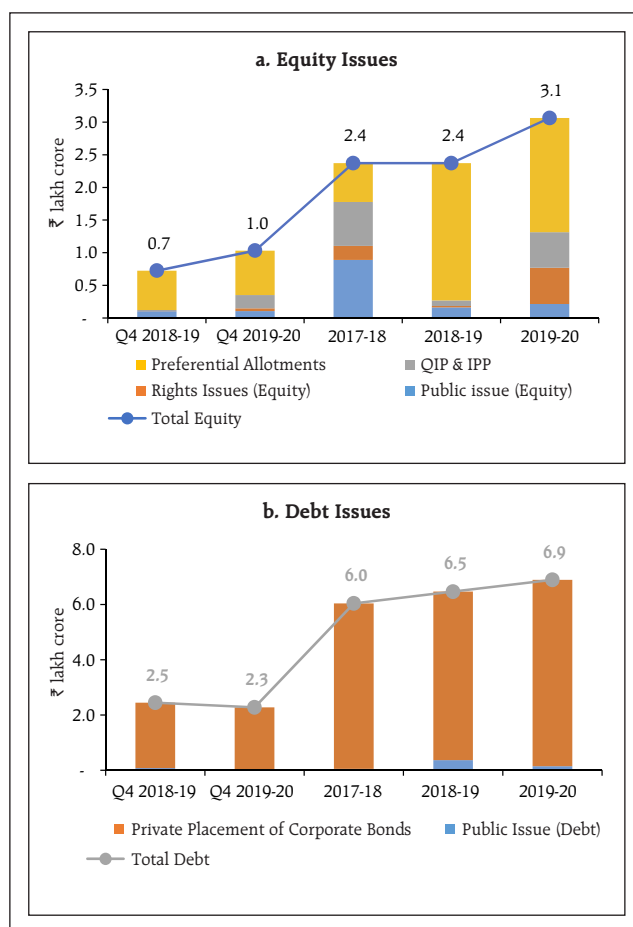 a. Equity Issues
₹ lakh crore
3.5
3.0
2.5
2.0
1.5
1.0
0.5
-
0.7
1.0
2.4
2.4
3.1
Q4 2018-19 Q4 2019-20 2017-18 2018-19 2019-20
Preferential Allotments QIP & IPP
Rights Issues (Equity) Public issue (Equity)
Total Equity
b. Debt Issues
₹ lakh crore
8.0
6.0
4.0
2.0
-
2.5
2.3
6.0
6.5
6.9
Q4 2018-19 Q4 2019-20 2017-18 2018-19 2019-20
Private Placement of Corporate Bonds Public Issue (Debt)
Total Debt